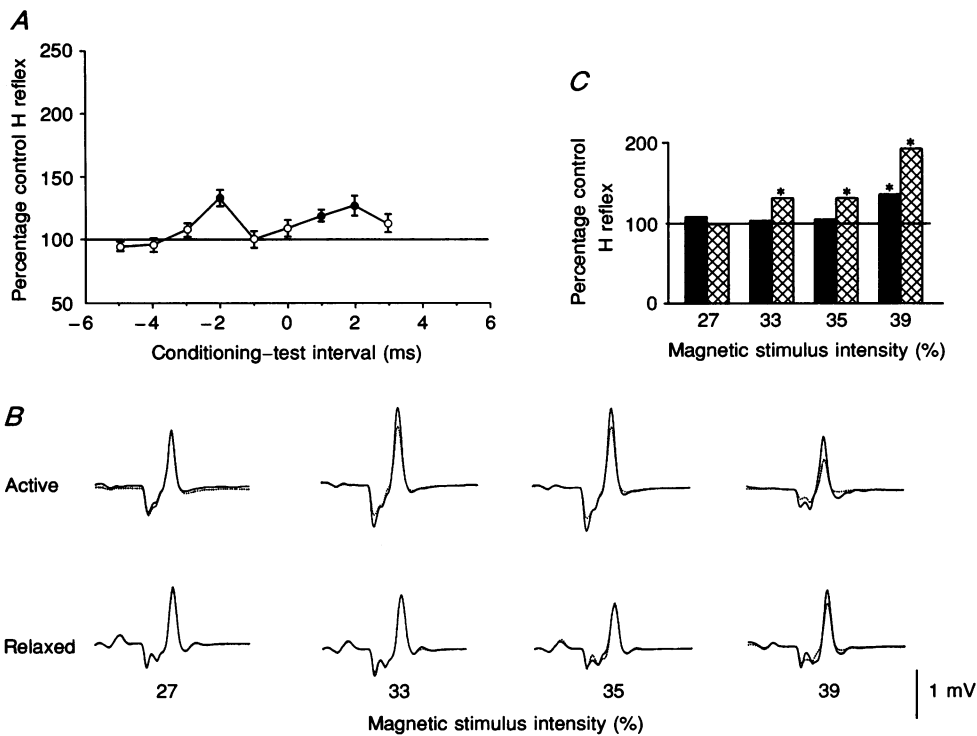 A
Percentage control H reflex
250
200
150
100
50
−6
−4
−2
0
2
4
6
Conditioning–test interval (ms)
C
Percentage control
H reflex
200
100
0
*
*
*
*
27
33
35
39
Magnetic stimulus intensity (%)
B
Active
Relaxed
27
33
35
39
1 mV
Magnetic stimulus intensity (%)